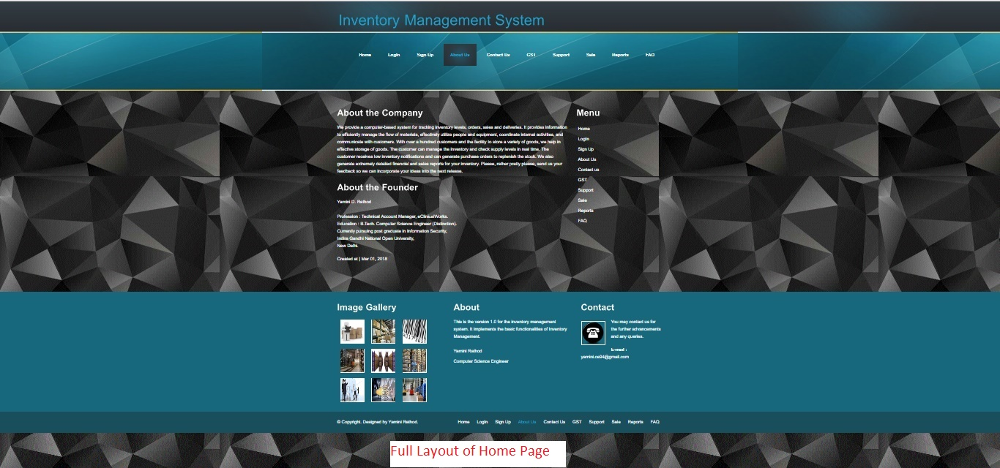 Inventory Management System
Home Login Sign Up About Us Contact Us GST Support Sale Reports FAQ
About the Company
We provide a computer-based system for tracking inventory levels, orders, sales and deliveries. It provides information
to efficiently manage the flow of materials, effectively utilize people and equipment, coordinate internal activities, and
communicate with customers. With over a hundred customers and the facility to store a variety of goods, we help in
effective storage of goods. The customer can manage the inventory and check supply levels in real time. The
customer receives low inventory notifications and can generate purchase orders to replenish the stock. We also
generate extremely detailed financial and sales reports for your inventory. Please, rather pretty please, send us your
feedback so we can incorporate your ideas into the next release.
About the Founder
Yamini D. Rathod
Profession : Technical Account Manager, eClinicalWorks.
Education : B.Tech. Computer Science Engineer (Distinction).
Currently pursuing post graduate in Information Security,
Indira Gandhi National Open University,
New Delhi.
Created at | Mar 01, 2018
Menu
Home
Login
Sign Up
About Us
Contact us
GST
Support
Sale
Reports
FAQ
Image Gallery
About
This is the version 1.0 for the inventory management
system. It implements the basic functionalities of Inventory
Management.
Yamini Rathod
Computer Science Engineer
Contact
You may contact us for
the further advancements
and any queries.
E-mail :
yamini.ce94@gmail.com
© Copyright. Designed by Yamini Rathod.
Home Login Sign Up About Us Contact Us GST Support Sale Reports FAQ
Full Layout of Home Page